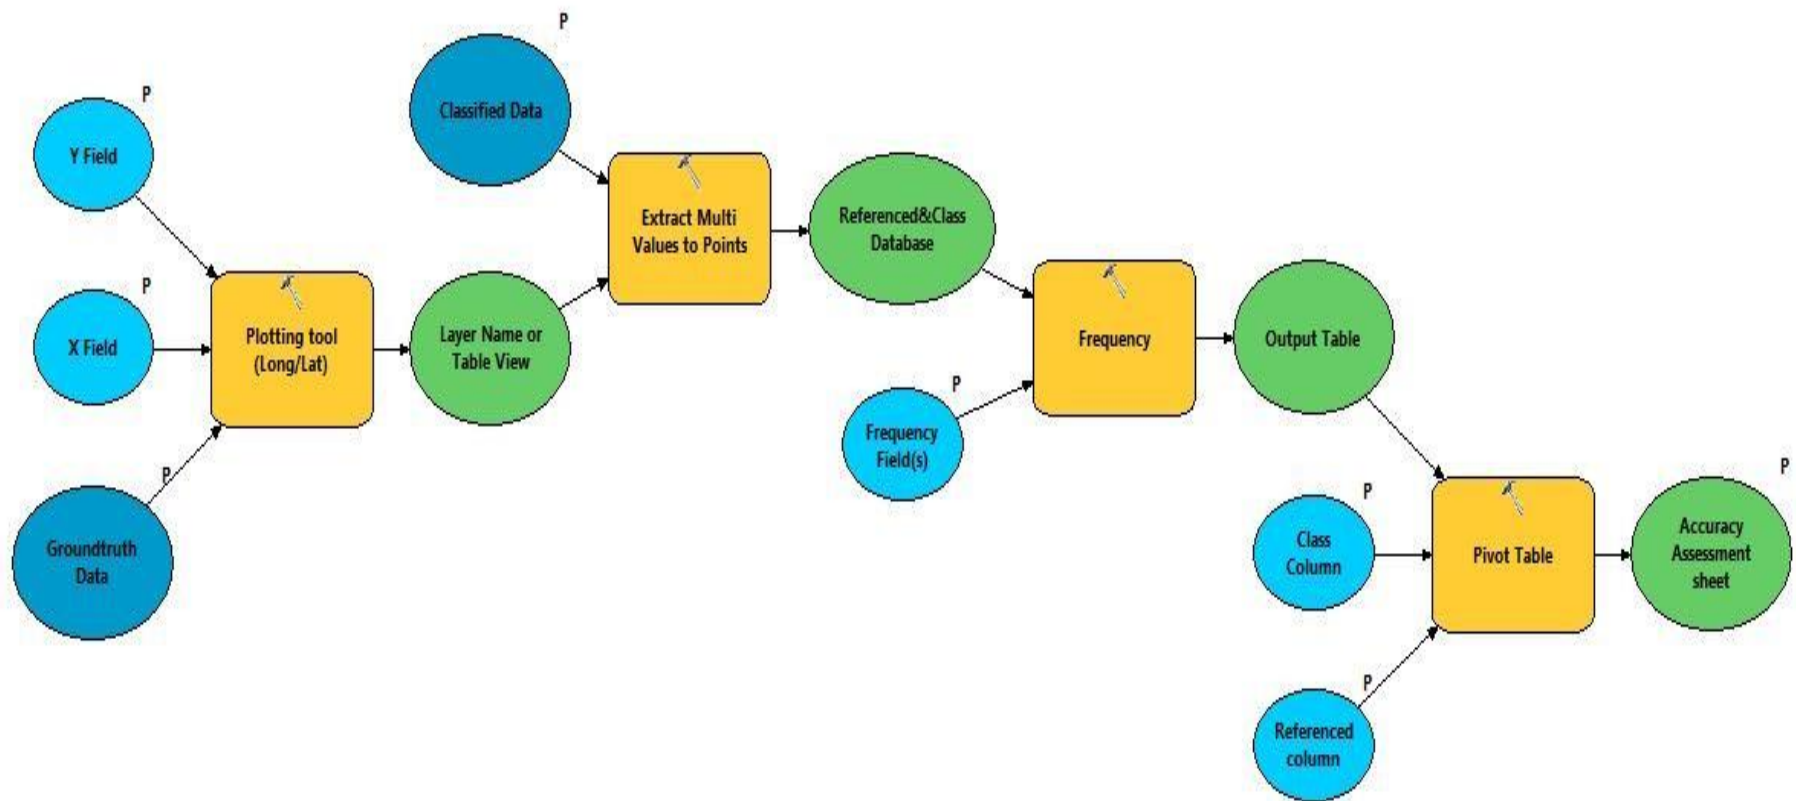 P
Y Field
P
X Field
P
Groundtruth
Data
Plotting tool
(Long/Lat)
P
Classified Data
Layer Name or
Table View
Extract Multi
Values to Points
Referenced&Class
Database
P
Frequency
Field(s)
Frequency
Output Table
P
Class
Column
P
Referenced
column
Pivot Table
P
Accuracy
Assessment
sheet